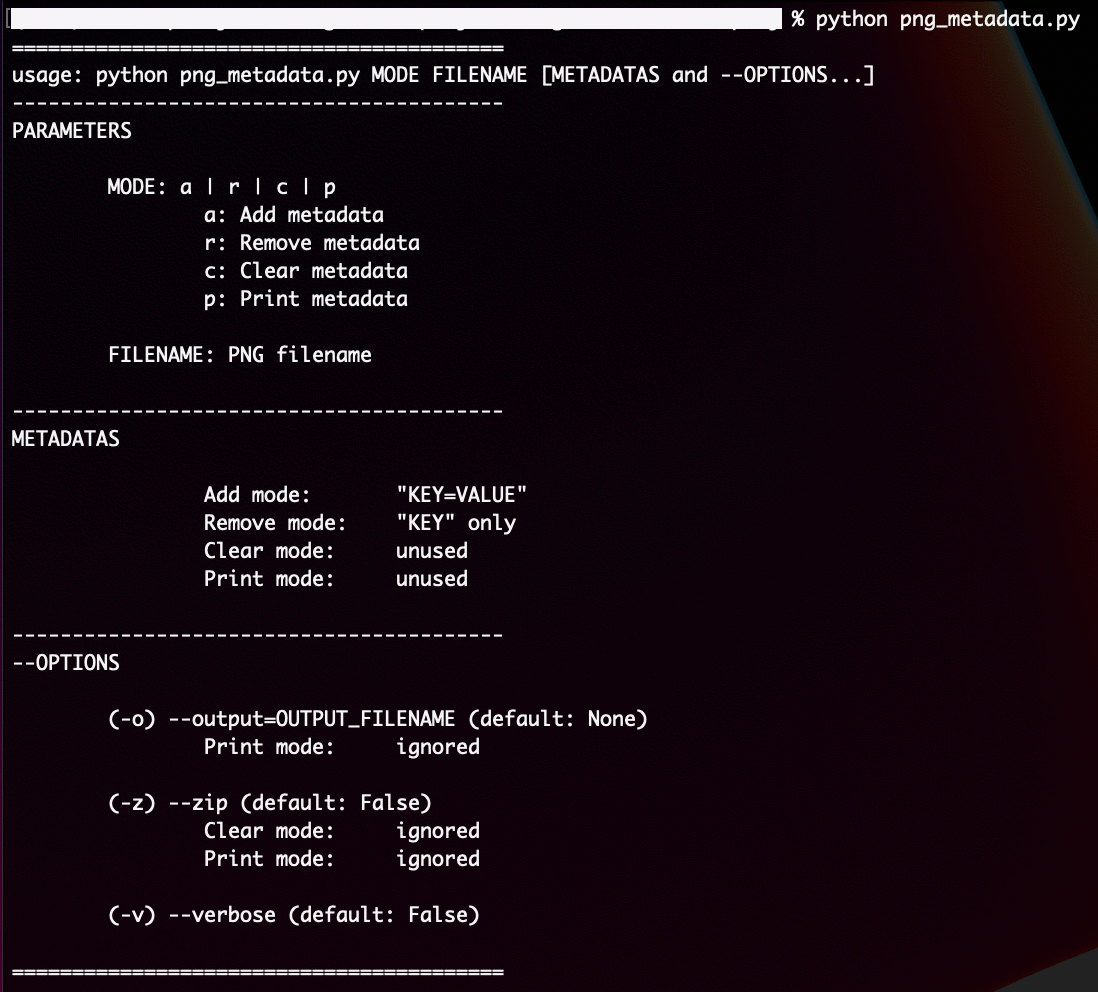 % python png_metadata.py
=========================================
usage: python png_metadata.py MODE FILENAME [METADATAS and --OPTIONS...]
-----------------------------------------
PARAMETERS
MODE: a | r | c | p
a: Add metadata
r: Remove metadata
c: Clear metadata
p: Print metadata
FILENAME: PNG filename
-----------------------------------------
METADATAS
Add mode: "KEY=VALUE"
Remove mode: "KEY" only
Clear mode: unused
Print mode: unused
-----------------------------------------
--OPTIONS
(-o) --output=OUTPUT_FILENAME (default: None)
Print mode: ignored
(-z) --zip (default: False)
Clear mode: ignored
Print mode: ignored
(-v) --verbose (default: False)
=========================================